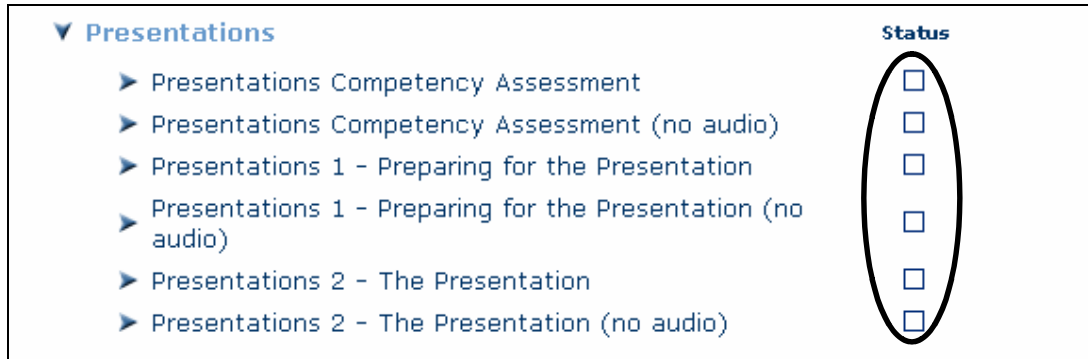 Presentations Status
Presentations Competency Assessment
Presentations Competency Assessment (no audio)
Presentations 1 - Preparing for the Presentation
Presentations 1 - Preparing for the Presentation (no
audio)
Presentations 2 - The Presentation
Presentations 2 - The Presentation (no audio)